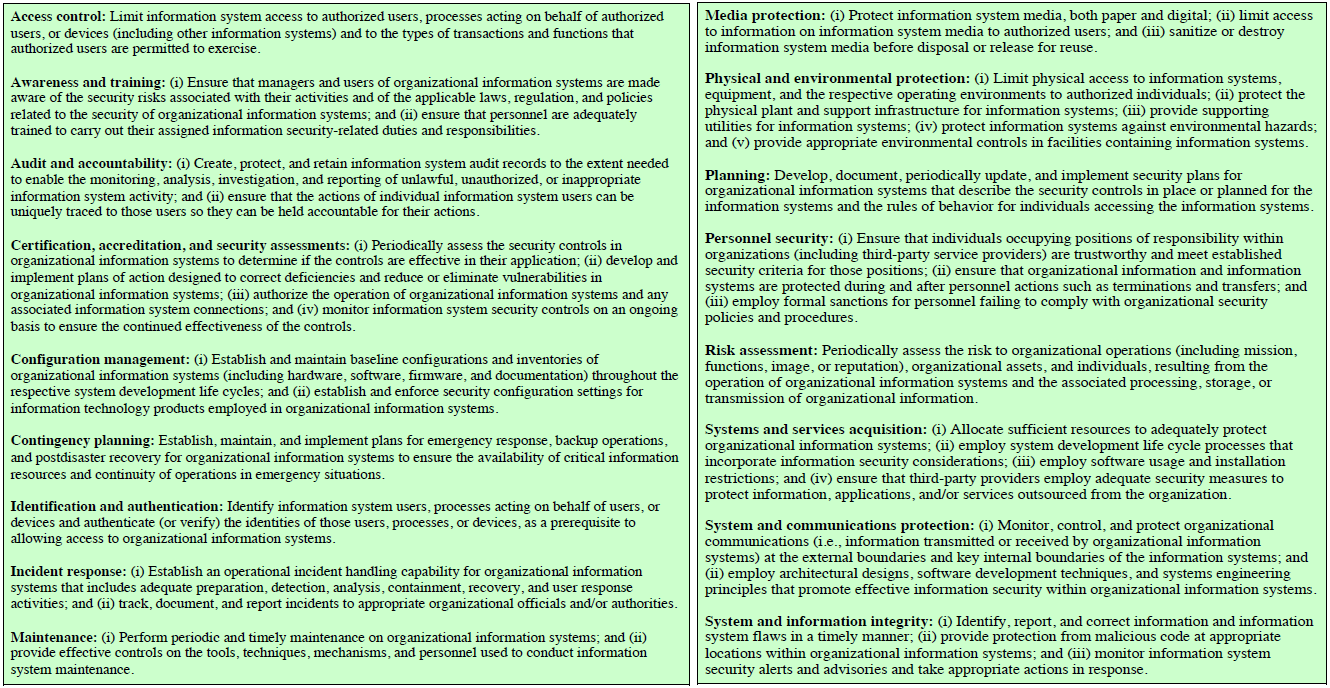 Access control: Limit information system access to authorized users, processes acting on behalf of authorized
users, or devices (including other information systems) and to the types of transactions and functions that
authorized users are permitted to exercise.
Awareness and training: (i) Ensure that managers and users of organizational information systems are made
aware of the security risks associated with their activities and of the applicable laws, regulation, and policies
related to the security of organizational information systems; and (ii) ensure that personnel are adequately
trained to carry out their assigned information security-related duties and responsibilities.
Audit and accountability: (i) Create, protect, and retain information system audit records to the extent needed
to enable the monitoring, analysis, investigation, and reporting of unlawful, unauthorized, or inappropriate
information system activity; and (ii) ensure that the actions of individual information system users can be
uniquely traced to those users so they can be held accountable for their actions.
Certification, accreditation, and security assessments: (i) Periodically assess the security controls in
organizational information systems to determine if the controls are effective in their application; (ii) develop and
implement plans of action designed to correct deficiencies and reduce or eliminate vulnerabilities in
organizational information systems; (iii) authorize the operation of organizational information systems and any
associated information system connections; and (iv) monitor information system security controls on an ongoing
basis to ensure the continued effectiveness of the controls.
Configuration management: (i) Establish and maintain baseline configurations and inventories of
organizational information systems (including hardware, software, firmware, and documentation) throughout the
respective system development life cycles; and (ii) establish and enforce security configuration settings for
information technology products employed in organizational information systems.
Contingency planning: Establish, maintain, and implement plans for emergency response, backup operations,
and postdisaster recovery for organizational information systems to ensure the availability of critical information
resources and continuity of operations in emergency situations.
Identification and authentication: Identify information system users, processes acting on behalf of users, or
devices and authenticate (or verify) the identities of those users, processes, or devices, as a prerequisite to
allowing access to organizational information systems.
Incident response: (i) Establish an operational incident handling capability for organizational information
systems that includes adequate preparation, detection, analysis, containment, recovery, and user response
activities; and (ii) track, document, and report incidents to appropriate organizational officials and/or authorities.
Maintenance: (i) Perform periodic and timely maintenance on organizational information systems; and (ii)
provide effective controls on the tools, techniques, mechanisms, and personnel used to conduct information
system maintenance.
Media protection: (i) Protect information system media, both paper and digital; (ii) limit access
to information on information system media to authorized users; and (iii) sanitize or destroy
information system media before disposal or release for reuse.
Physical and environmental protection: (i) Limit physical access to information systems,
equipment, and the respective operating environments to authorized individuals; (ii) protect the
physical plant and support infrastructure for information systems; (iii) provide supporting
utilities for information systems; (iv) protect information systems against environmental hazards;
and (v) provide appropriate environmental controls in facilities containing information systems.
Planning: Develop, document, periodically update, and implement security plans for
organizational information systems that describe the security controls in place or planned for the
information systems and the rules of behavior for individuals accessing the information systems.
Personnel security: (i) Ensure that individuals occupying positions of responsibility within
organizations (including third-party service providers) are trustworthy and meet established
security criteria for those positions; (ii) ensure that organizational information and information
systems are protected during and after personnel actions such as terminations and transfers; and
(iii) employ formal sanctions for personnel failing to comply with organizational security
policies and procedures.
Risk assessment: Periodically assess the risk to organizational operations (including mission,
functions, image, or reputation), organizational assets, and individuals, resulting from the
operation of organizational information systems and the associated processing, storage, or
transmission of organizational information.
Systems and services acquisition: (i) Allocate sufficient resources to adequately protect
organizational information systems; (ii) employ system development life cycle processes that
incorporate information security considerations; (iii) employ software usage and installation
restrictions; and (iv) ensure that third-party providers employ adequate security measures to
protect information, applications, and/or services outsourced from the organization.
System and communications protection: (i) Monitor, control, and protect organizational
communications (i.e., information transmitted or received by organizational information
systems) at the external boundaries and key internal boundaries of the information systems; and
(ii) employ architectural designs, software development techniques, and systems engineering
principles that promote effective information security within organizational information systems.
System and information integrity: (i) Identify, report, and correct information and information
system flaws in a timely manner; (ii) provide protection from malicious code at appropriate
locations within organizational information systems; and (iii) monitor information system
security alerts and advisories and take appropriate actions in response.